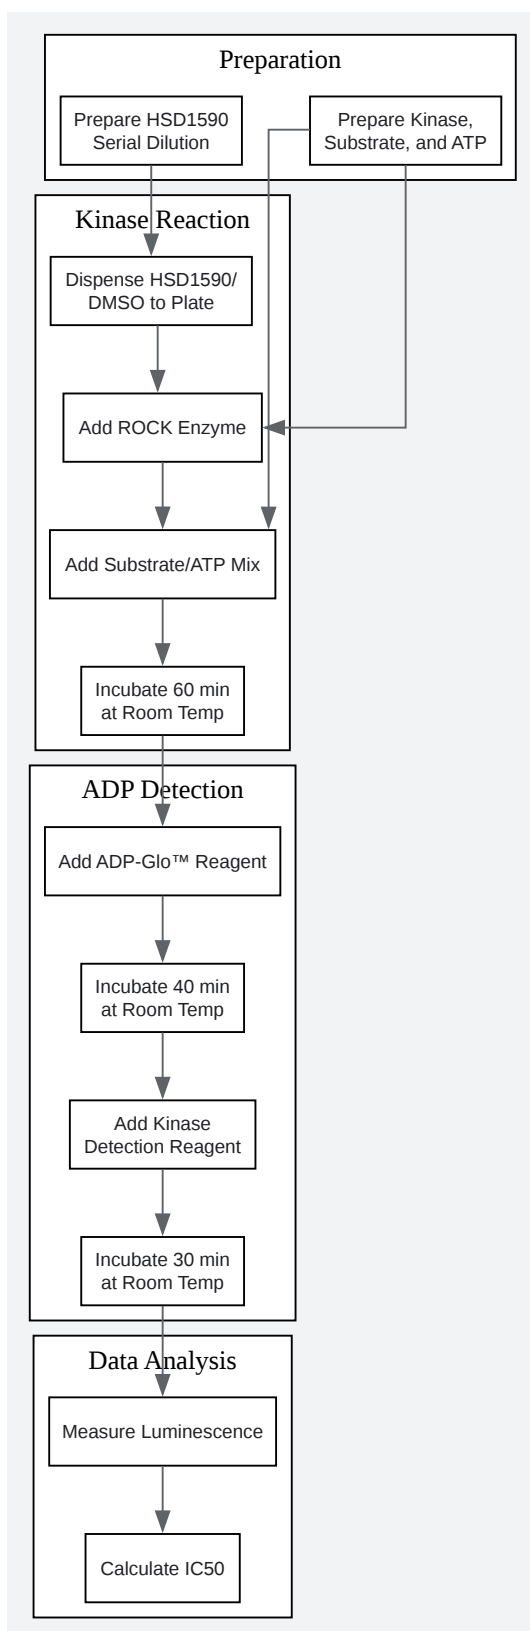 Preparation
Prepare HSD1590
Serial Dilution
Prepare Kinase,
Substrate, and ATP
Kinase Reaction
Dispense HSD1590/
DMSO to Plate
Add ROCK Enzyme
Add Substrate/ATP Mix
Incubate 60 min
at Room Temp
ADP Detection
Add ADP-Glo™ Reagent
Incubate 40 min
at Room Temp
Add Kinase
Detection Reagent
Incubate 30 min
at Room Temp
Data Analysis
Measure Luminescence
Calculate IC50